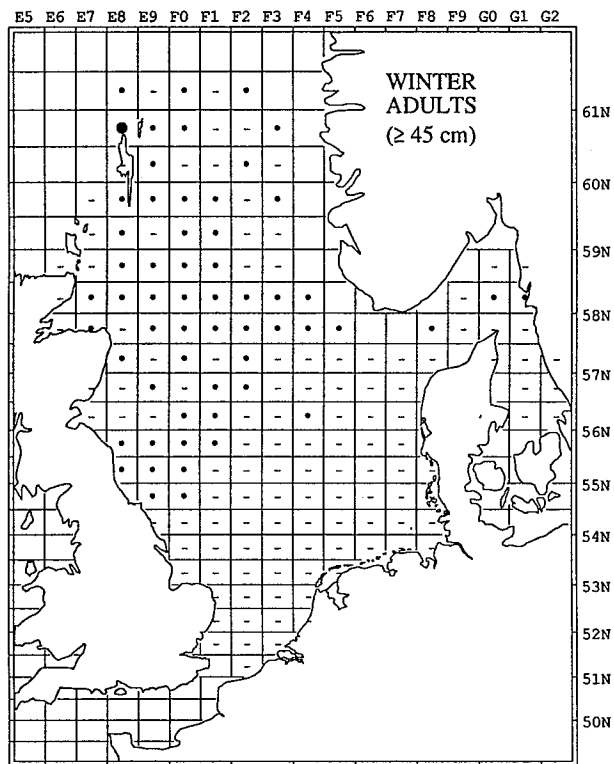 E5 E6 E7 E8 E9 F0 F1 F2 F3 F4 F5 F6 F7 F8 F9 G0 G1 G2
WINTER
ADULTS
(≥ 45 cm)
61N
60N
59N
58N
57N
56N
55N
54N
53N
52N
51N
50N